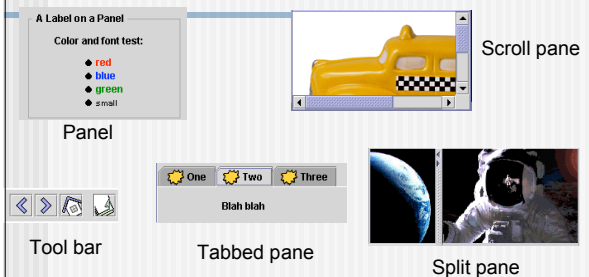 A Label on a Panel
Color and font test:
red
blue
green
small
Panel
Scroll pane
Tool bar
One Two Three
Blah blah
Tabbed pane
Split pane